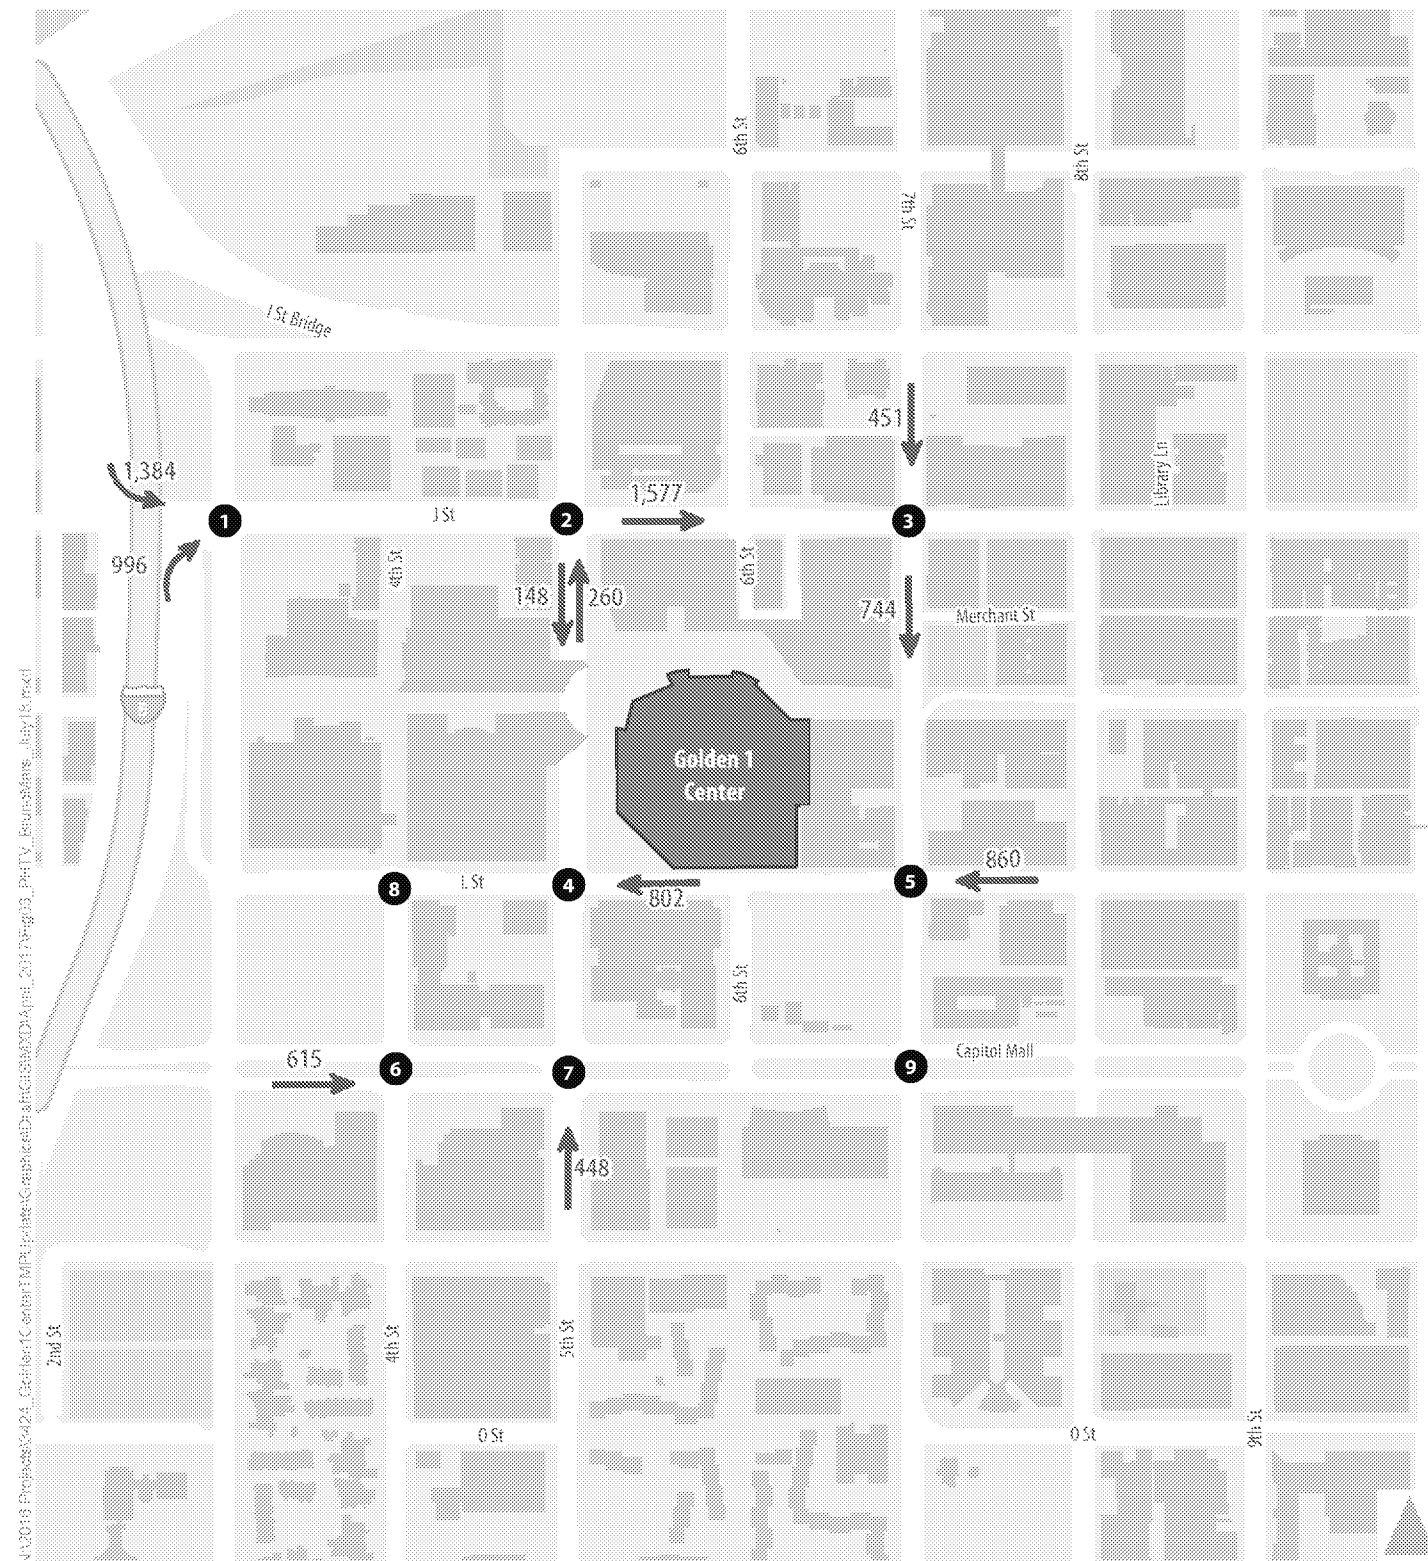 6th St
8th St
7th St
I St Bridge
451
1,384
1,577
Library Ln
1
J St
2
3
996
4th St
6th St
148
260
744
Merchant St
5
Golden 1
Center
860
8
L St
4
5
802
6th St
615
6
7
Capitol Mall
9
448
2nd St
4th St
5th St
O St
O St
9th St